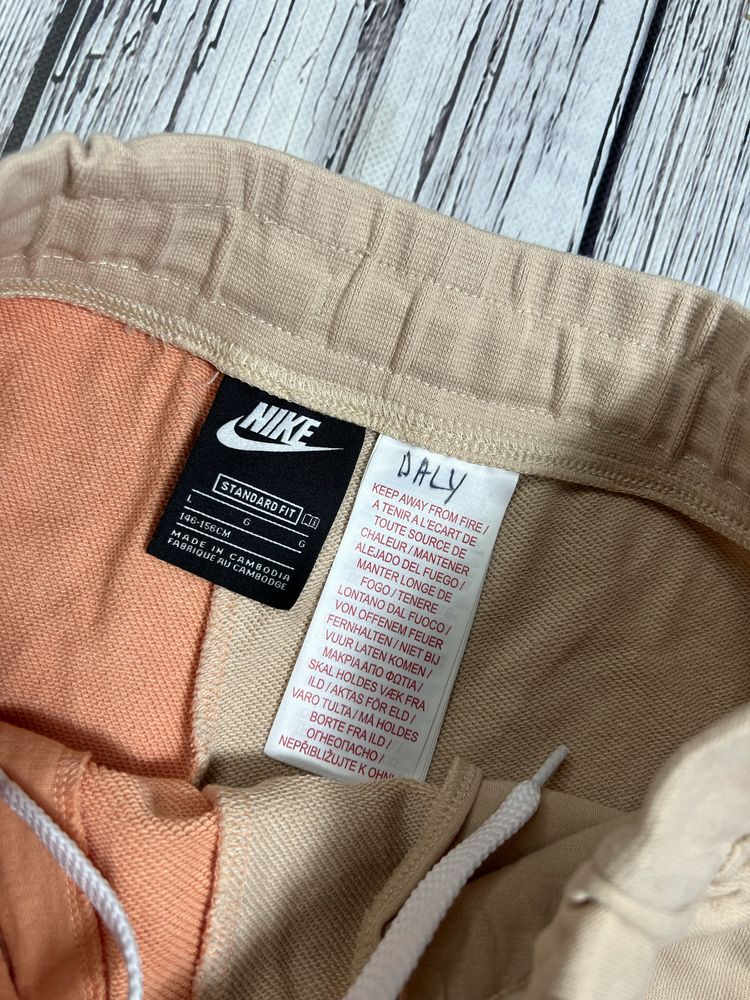 NIKE
STANDARD FIT
L G
146-156CM G
MADE IN CAMBODIA
FABRIQUE AU CAMBODGE
DALY
KEEP AWAY FROM FIRE /
A TENIR A L'ECART DE
TOUTE SOURCE DE
CHALEUR / MANTENER
ALEJADO DEL FUEGO /
MANTER LONGE DE
FOGO / TENERE
LONTANO DAL FUOCO /
VON OFFENEM FEUER
FERNHALTEN / NIET BIJ
VUUR LATEN KOMEN /
ΜΑΚΡΙΑ ΑΠΟ ΦΩΤΙΑ /
SKAL HOLDES VÆK FRA
ILD / AKTAS FÖR ELD /
VARO TULTA / MÅ HOLDES
BORTE FRA ILD /
ОГНЕОПАСНО /
NEPŘIBLIŽUJTE K OHNI